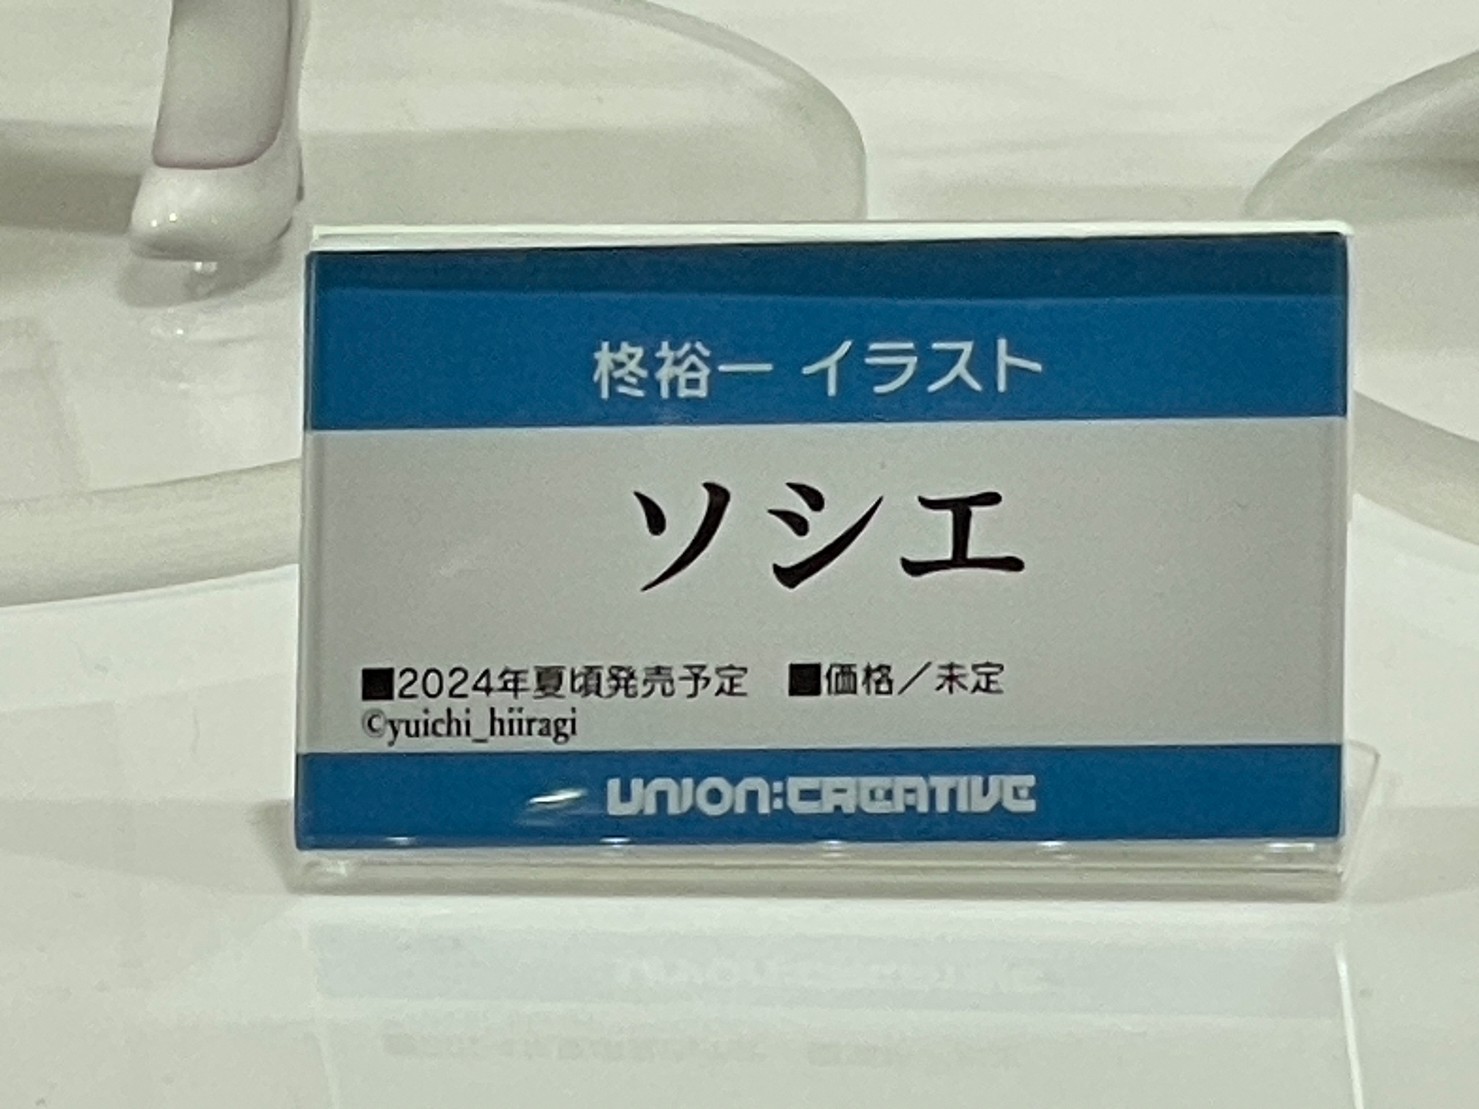 柊裕一 イラスト
ソシエ
■2024年夏頃発売予定　■価格／未定
©yuichi_hiiragi
UNION:CREATIVE